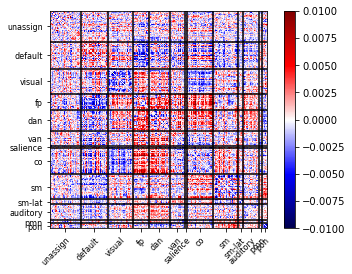 unassign
default
visual
fp
dan
van
salience
co
sm
sm-lat
auditory
pmn
pon
unassign
default
visual
fp
dan
van
salience
co
sm
sm-lat
auditory
0.0100
0.0075
0.0050
0.0025
0.0000
−0.0025
−0.0050
−0.0075
−0.0100